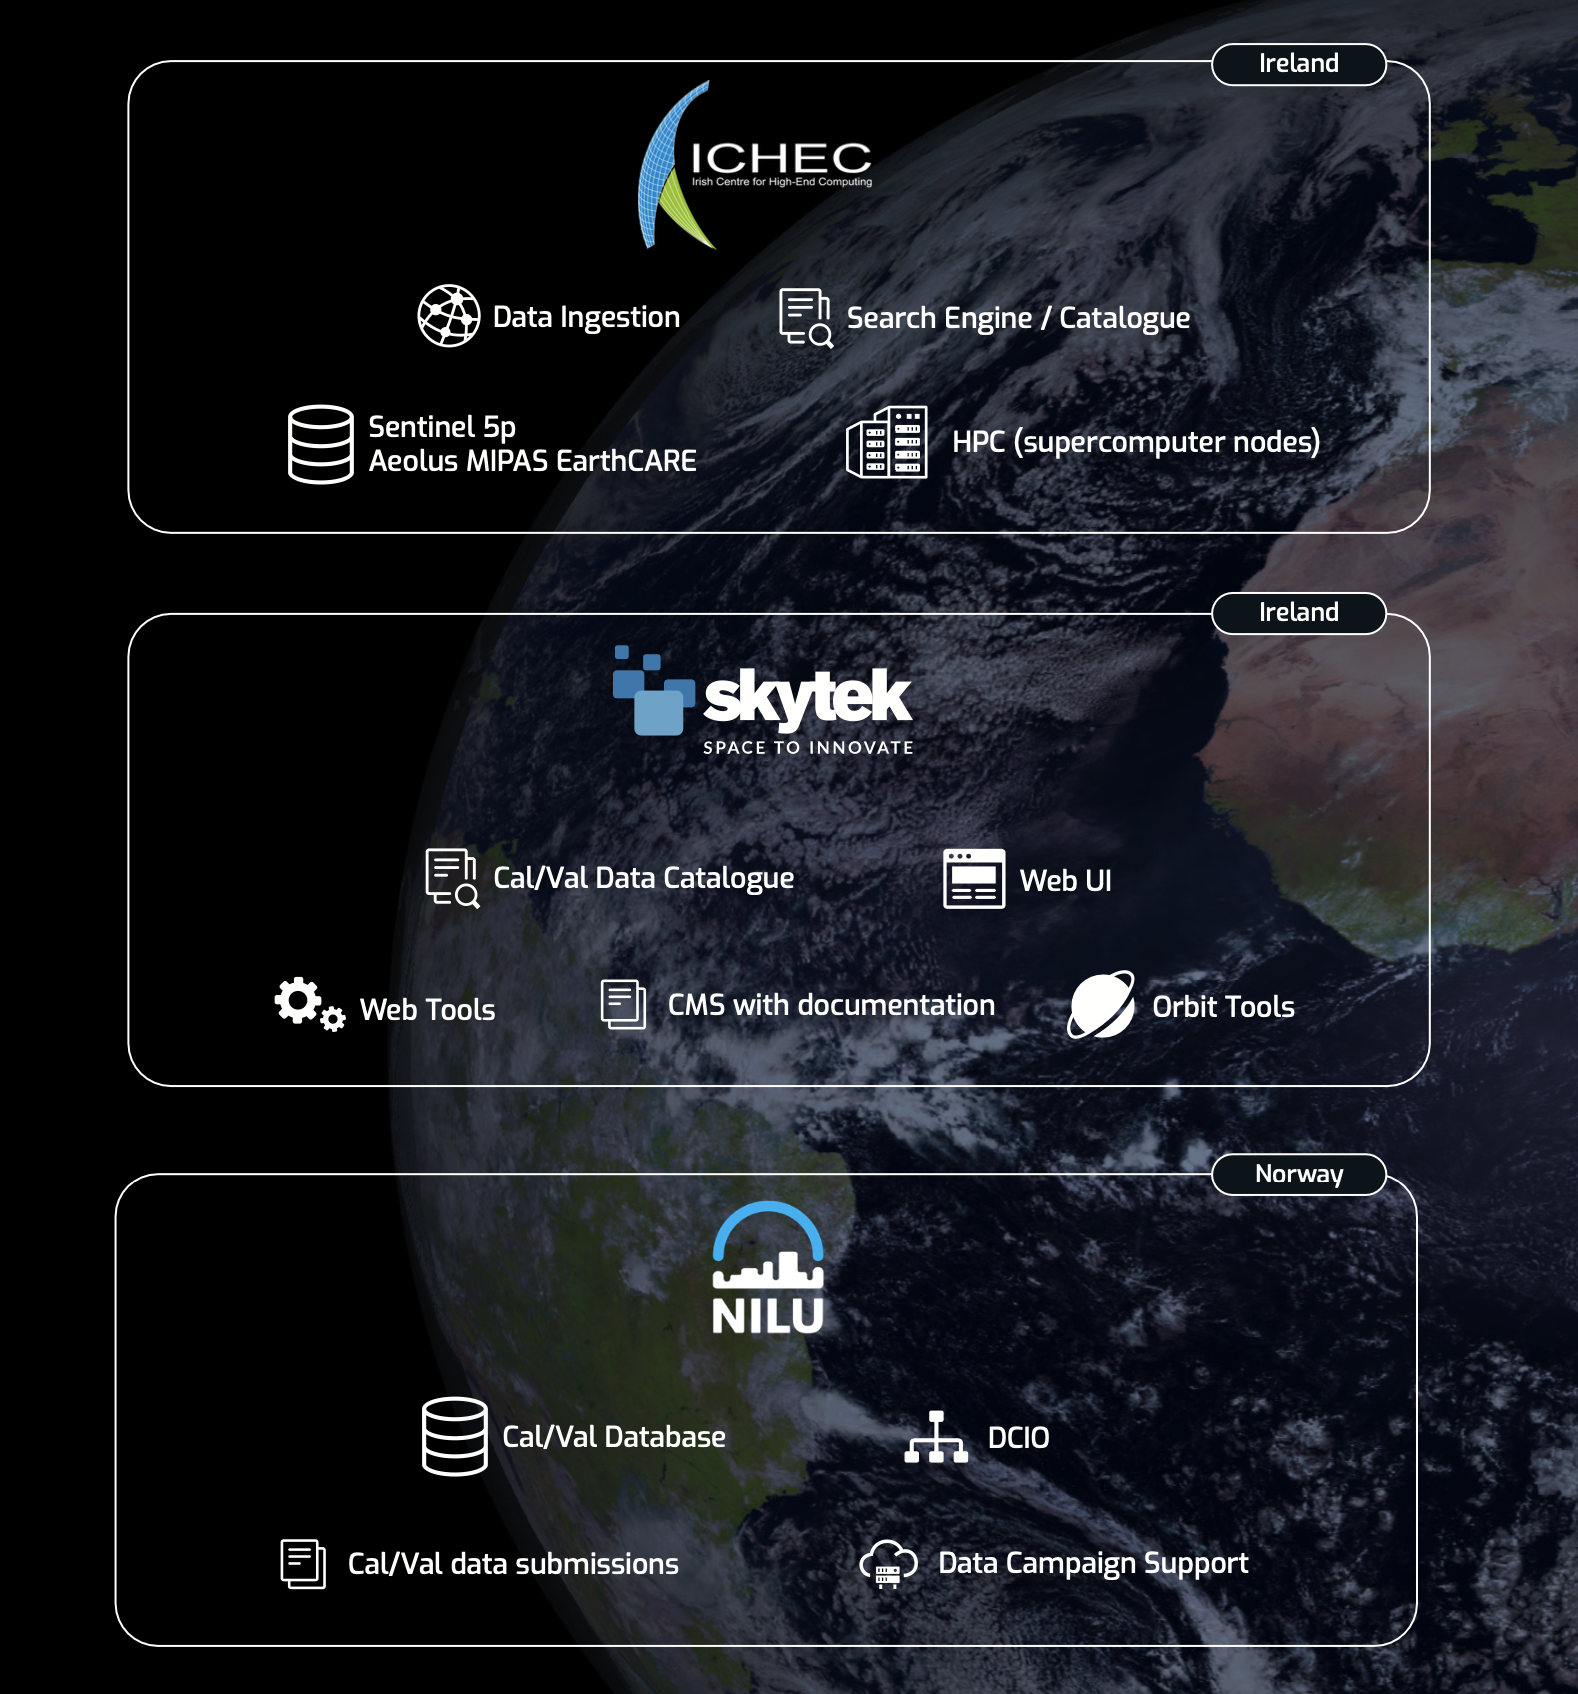 Ireland
ICHEC
Irish Centre for High-End Computing
Data Ingestion
Search Engine / Catalogue
Sentinel 5p
Aeolus MIPAS EarthCARE
HPC (supercomputer nodes)
Ireland
skytek
SPACE TO INNOVATE
Cal/Val Data Catalogue
Web UI
Web Tools
CMS with documentation
Orbit Tools
Norway
NILU
Cal/Val Database
DCIO
Cal/Val data submissions
Data Campaign Support